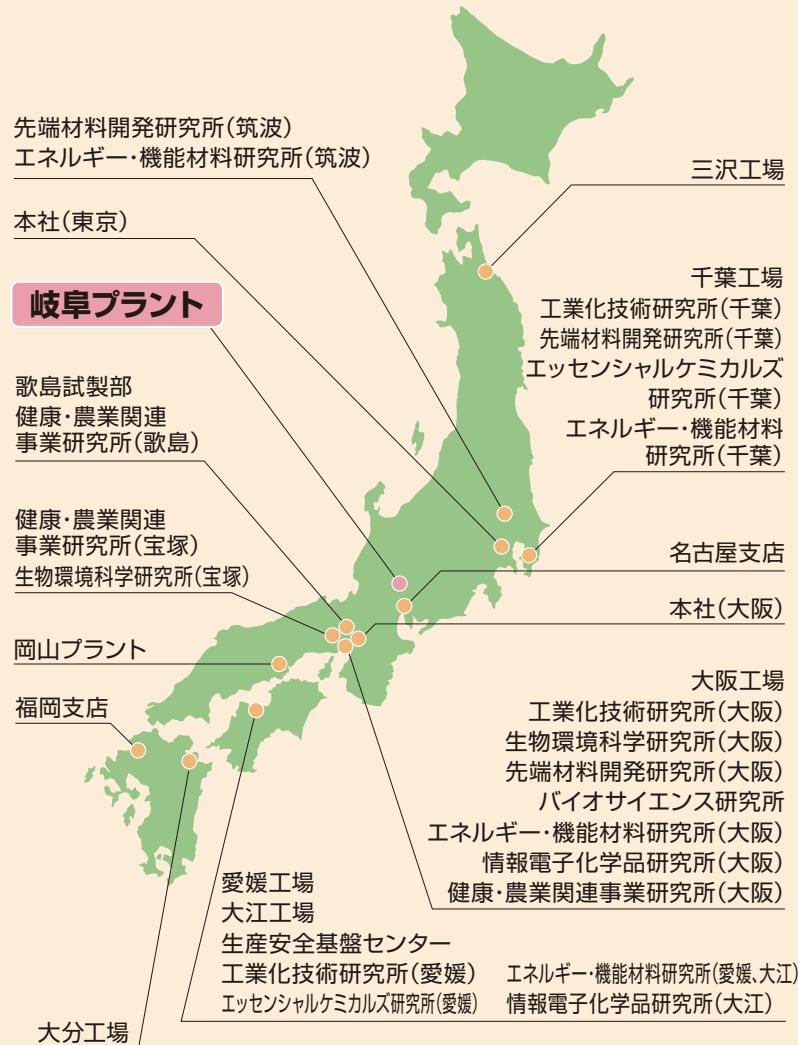 先端材料開発研究所(筑波)
エネルギー・機能材料研究所(筑波)
本社(東京)
岐阜プラント
歌島試製部
健康・農業関連
事業研究所(歌島)
健康・農業関連
事業研究所(宝塚)
生物環境科学研究所(宝塚)
岡山プラント
福岡支店
三沢工場
千葉工場
工業化技術研究所(千葉)
先端材料開発研究所(千葉)
エッセンシャルケミカルズ
研究所(千葉)
エネルギー・機能材料
研究所(千葉)
名古屋支店
本社(大阪)
大阪工場
工業化技術研究所(大阪)
生物環境科学研究所(大阪)
先端材料開発研究所(大阪)
バイオサイエンス研究所
エネルギー・機能材料研究所(大阪)
情報電子化学品研究所(大阪)
健康・農業関連事業研究所(大阪)
愛媛工場
大江工場
生産安全基盤センター
工業化技術研究所(愛媛)
エッセンシャルケミカルズ研究所(愛媛)
エネルギー・機能材料研究所(愛媛、大江)
情報電子化学品研究所(大江)
大分工場